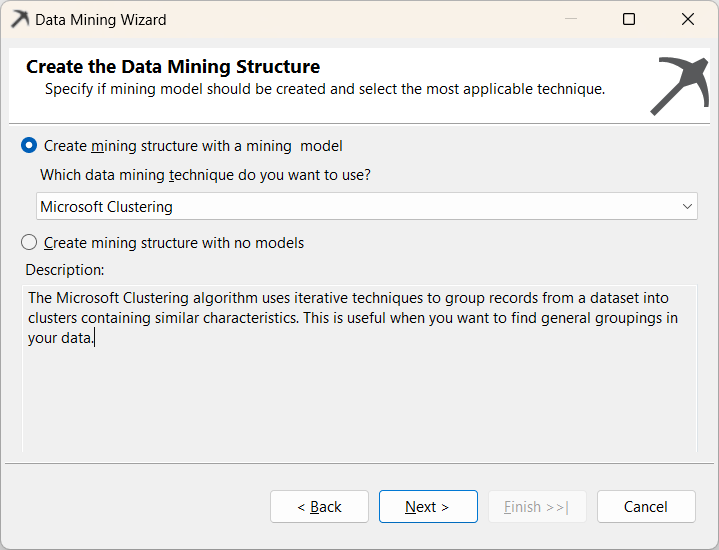 Data Mining Wizard
Create the Data Mining Structure
Specify if mining model should be created and select the most applicable technique.
Create mining structure with a mining  model
Which data mining technique do you want to use?
Microsoft Clustering
Create mining structure with no models
Description:
The Microsoft Clustering algorithm uses iterative techniques to group records from a dataset into
clusters containing similar characteristics. This is useful when you want to find general groupings in
your data.
< Back
Next >
Finish >>|
Cancel